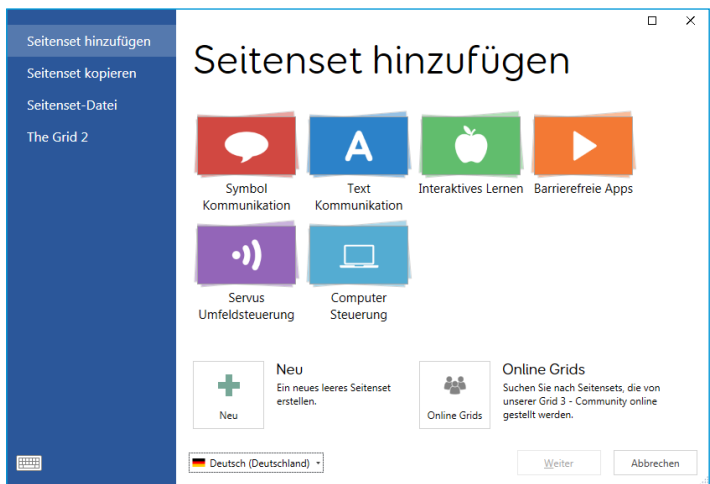 Seitenset hinzufügen
Seitenset kopieren
Seitenset-Datei
The Grid 2
Seitenset hinzufügen
A
Symbol
Kommunikation
Text
Kommunikation
Interaktives Lernen
Barrierefreie Apps
Servus
Umfeldsteuerung
Computer
Steuerung
Neu
Neu
Ein neues leeres Seitenset
erstellen.
Online Grids
Online Grids
Suchen Sie nach Seitensets, die von
unserer Grid 3 - Community online
gestellt werden.
Deutsch (Deutschland)
Weiter
Abbrechen